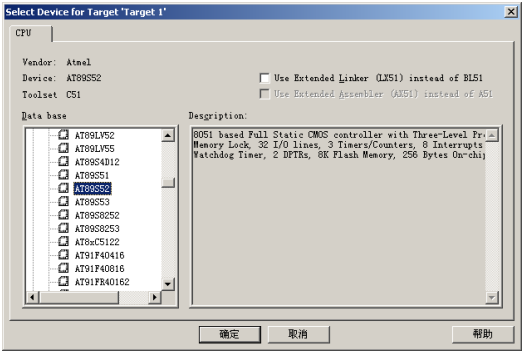 Select Device for Target 'Target 1'
CPU
Vendor: Atmel
Device: AT89S52
Toolset C51
Use Extended Linker (LX51) instead of BL51
Use Extended Assembler (AX51) instead of A51
Data base
Desgription:
AT89LV52
AT89LV55
AT89S4D12
AT89S51
AT89S52
AT89S53
AT89S8252
AT89S8253
AT8xC5122
AT91F40416
AT91F40816
AT91FR40162
8051 based Full Static CMOS controller with Three-Level Pr
Memory Lock, 32 I/O lines, 3 Timers/Counters, 8 Interrupts
Watchdog Timer, 2 DPTRs, 8K Flash Memory, 256 Bytes On-chip
确定
取消
帮助